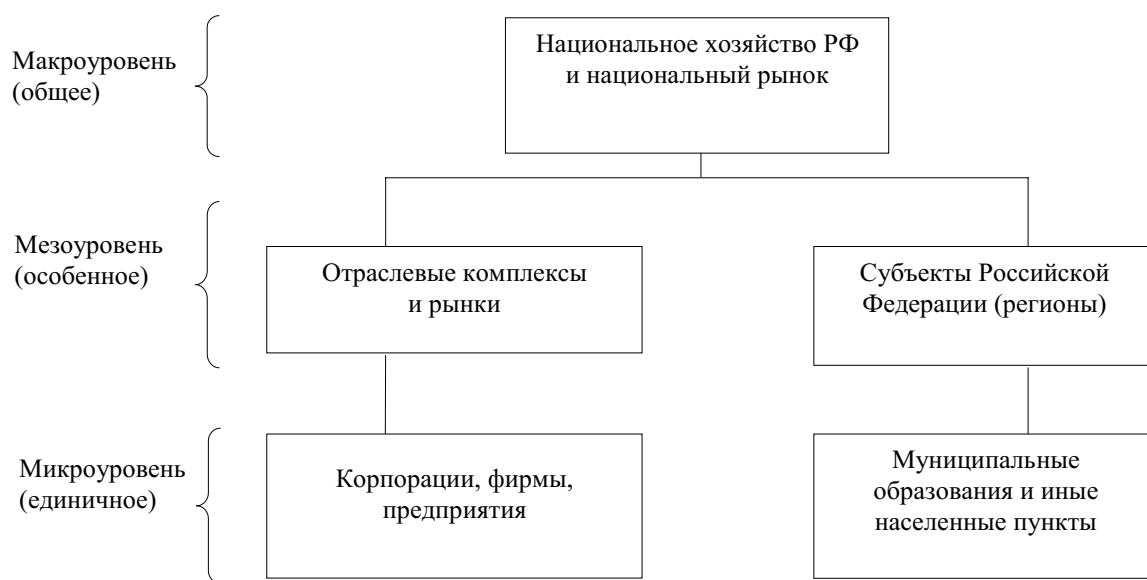 Макроуровень
(общее)
Национальное хозяйство РФ
и национальный рынок
Мезоуровень
(особенное)
Отраслевые комплексы
и рынки
Субъекты Российской
Федерации (регионы)
Микроуровень
(единичное)
Корпорации, фирмы,
предприятия
Муниципальные
образования и иные
населенные пункты